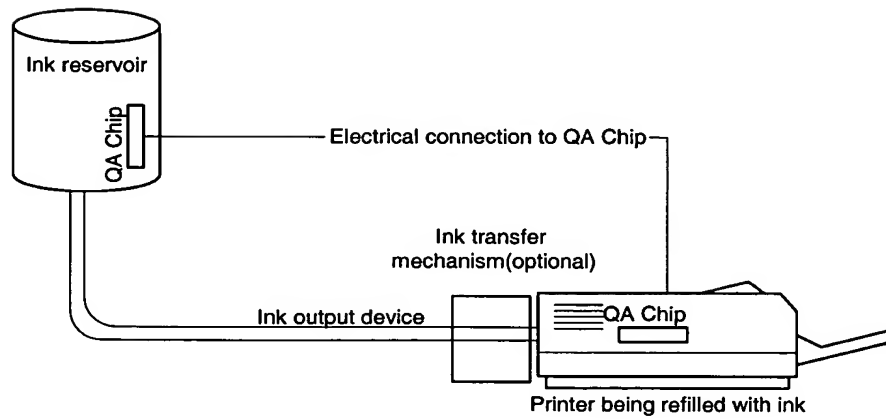 Ink reservoir
QA Chip
Electrical connection to QA Chip
Ink transfer
mechanism(optional)
Ink output device
QA Chip
Printer being refilled with ink